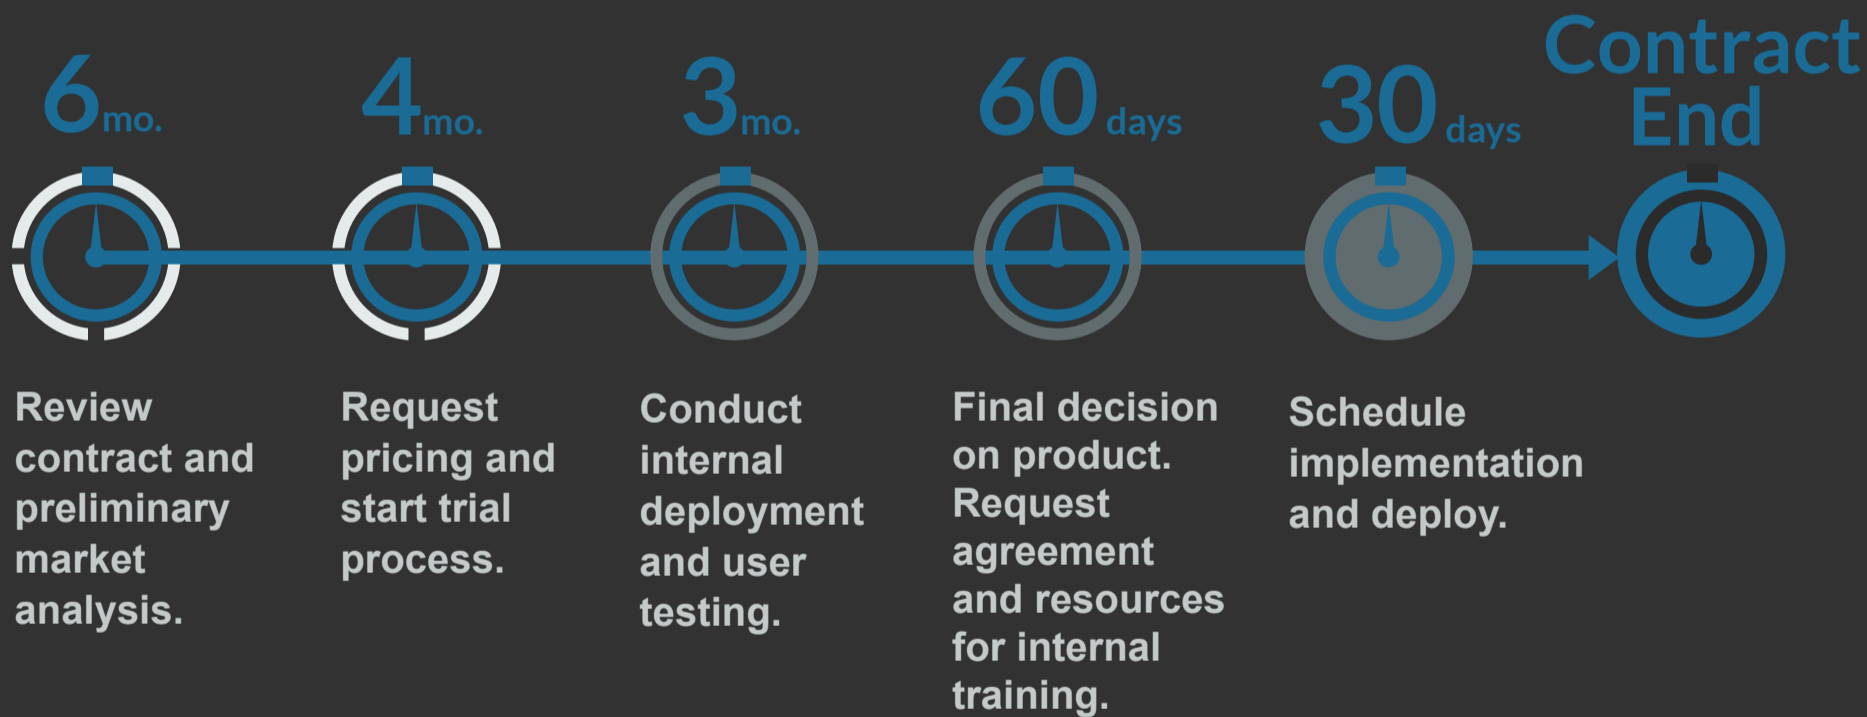 6mo.
Review
contract and
preliminary
market
analysis.
4mo.
Request
pricing and
start trial
process.
3mo.
Conduct
internal
deployment
and user
testing.
60 days
Final decision
on product.
Request
agreement
and resources
for internal
training.
30 days
Schedule
implementation
and deploy.
Contract
End